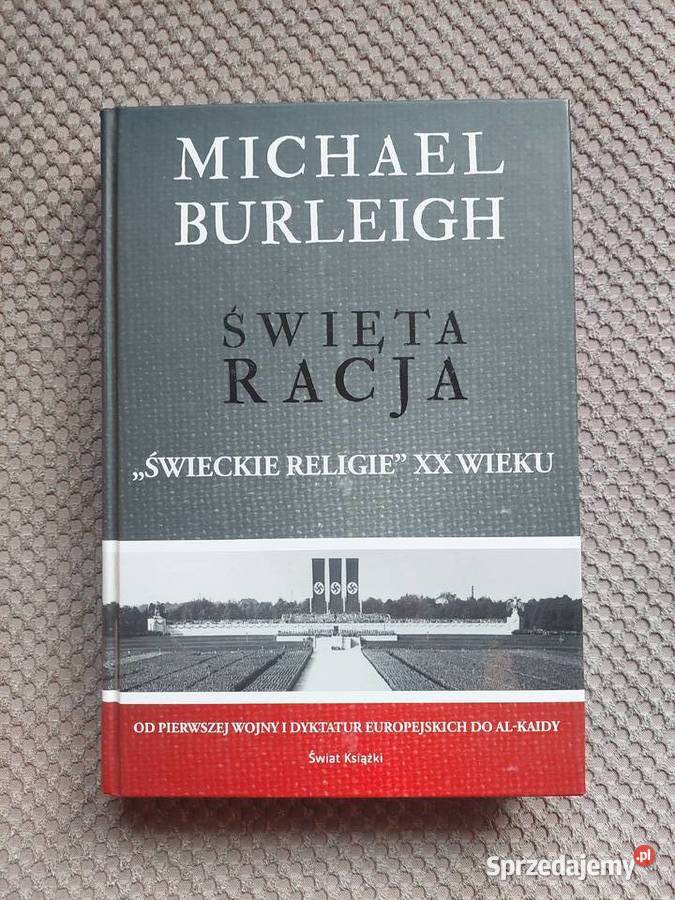 MICHAEL
BURLEIGH
ŚWIĘTA
RACJA
„ŚWIECKIE RELIGIE” XX WIEKU
OD PIERWSZEJ WOJNY I DYKTATUR EUROPEJSKICH DO AL-KAIDY
Świat Książki
Sprzedajemy.pl